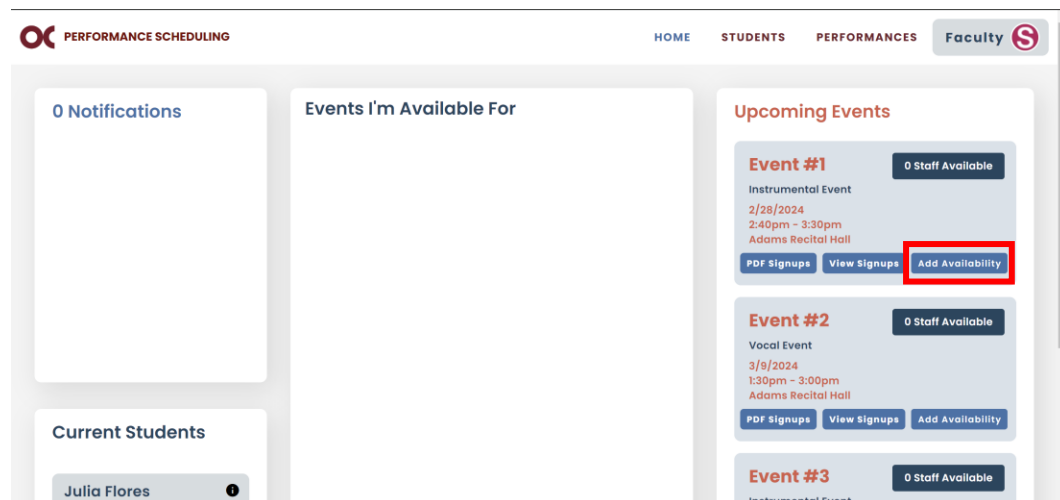 OC PERFORMANCE SCHEDULING
HOME STUDENTS PERFORMANCES Faculty S
0 Notifications
Current Students
Julia Flores
Events I'm Available For
Upcoming Events
Event #1 0 Staff Available
Instrumental Event
2/28/2024
2:40pm - 3:30pm
Adams Recital Hall
PDF Signups View Signups Add Availability
Event #2 0 Staff Available
Vocal Event
3/9/2024
1:30pm - 3:00pm
Adams Recital Hall
PDF Signups View Signups Add Availability
Event #3 0 Staff Available
Instrumental Event